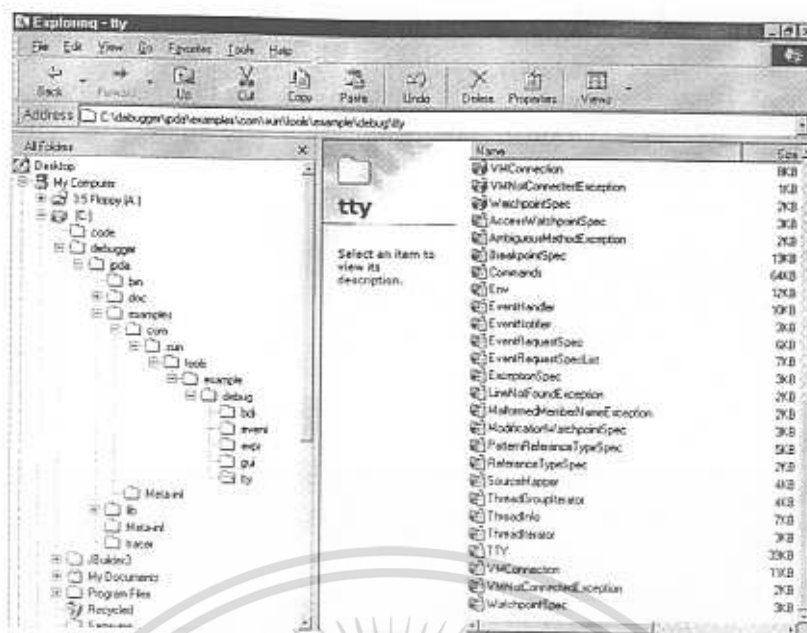 Exploring - tty
File Edit View Go Favorites Tools Help
Back Forward Up Cut Copy Paste Undo Delete Properties Views
Address C:\debugger\jpda\examples\com\sun\tools\example\debug\tty
All Folders
Desktop
My Computer
3.5 Floppy (A:)
(C:)
code
debugger
jpda
bin
doc
examples
com
sun
tools
example
debug
bdi
event
expr
gui
tty
Meta-inf
lib
Meta-inf
tracer
JBuilder3
My Documents
Program Files
Recycled
tty
Select an item to
view its
description.
Name Size
VMConnection 8KB
VMNotConnectedException 1KB
WatchpointSpec 2KB
AccessWatchpointSpec 3KB
AmbiguousMethodException 2KB
BreakpointSpec 13KB
Commands 64KB
Env 12KB
EventHandler 10KB
EventNotifier 3KB
EventRequestSpec 6KB
EventRequestSpecList 7KB
ExceptionSpec 3KB
LineNotFoundException 2KB
MalformedMemberNameException 2KB
ModificationWatchpointSpec 3KB
PatternReferenceTypeSpec 5KB
ReferenceTypeSpec 2KB
SourceMapper 4KB
ThreadGroupIterator 4KB
ThreadInfo 7KB
ThreadIterator 3KB
TTY 33KB
VMConnection 11KB
VMNotConnectedException 2KB
WatchpointSpec 3KB